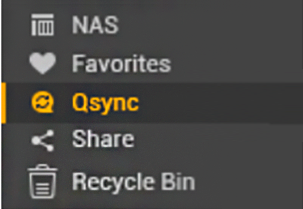 NAS
Favorites
Qsync
Share
Recycle Bin